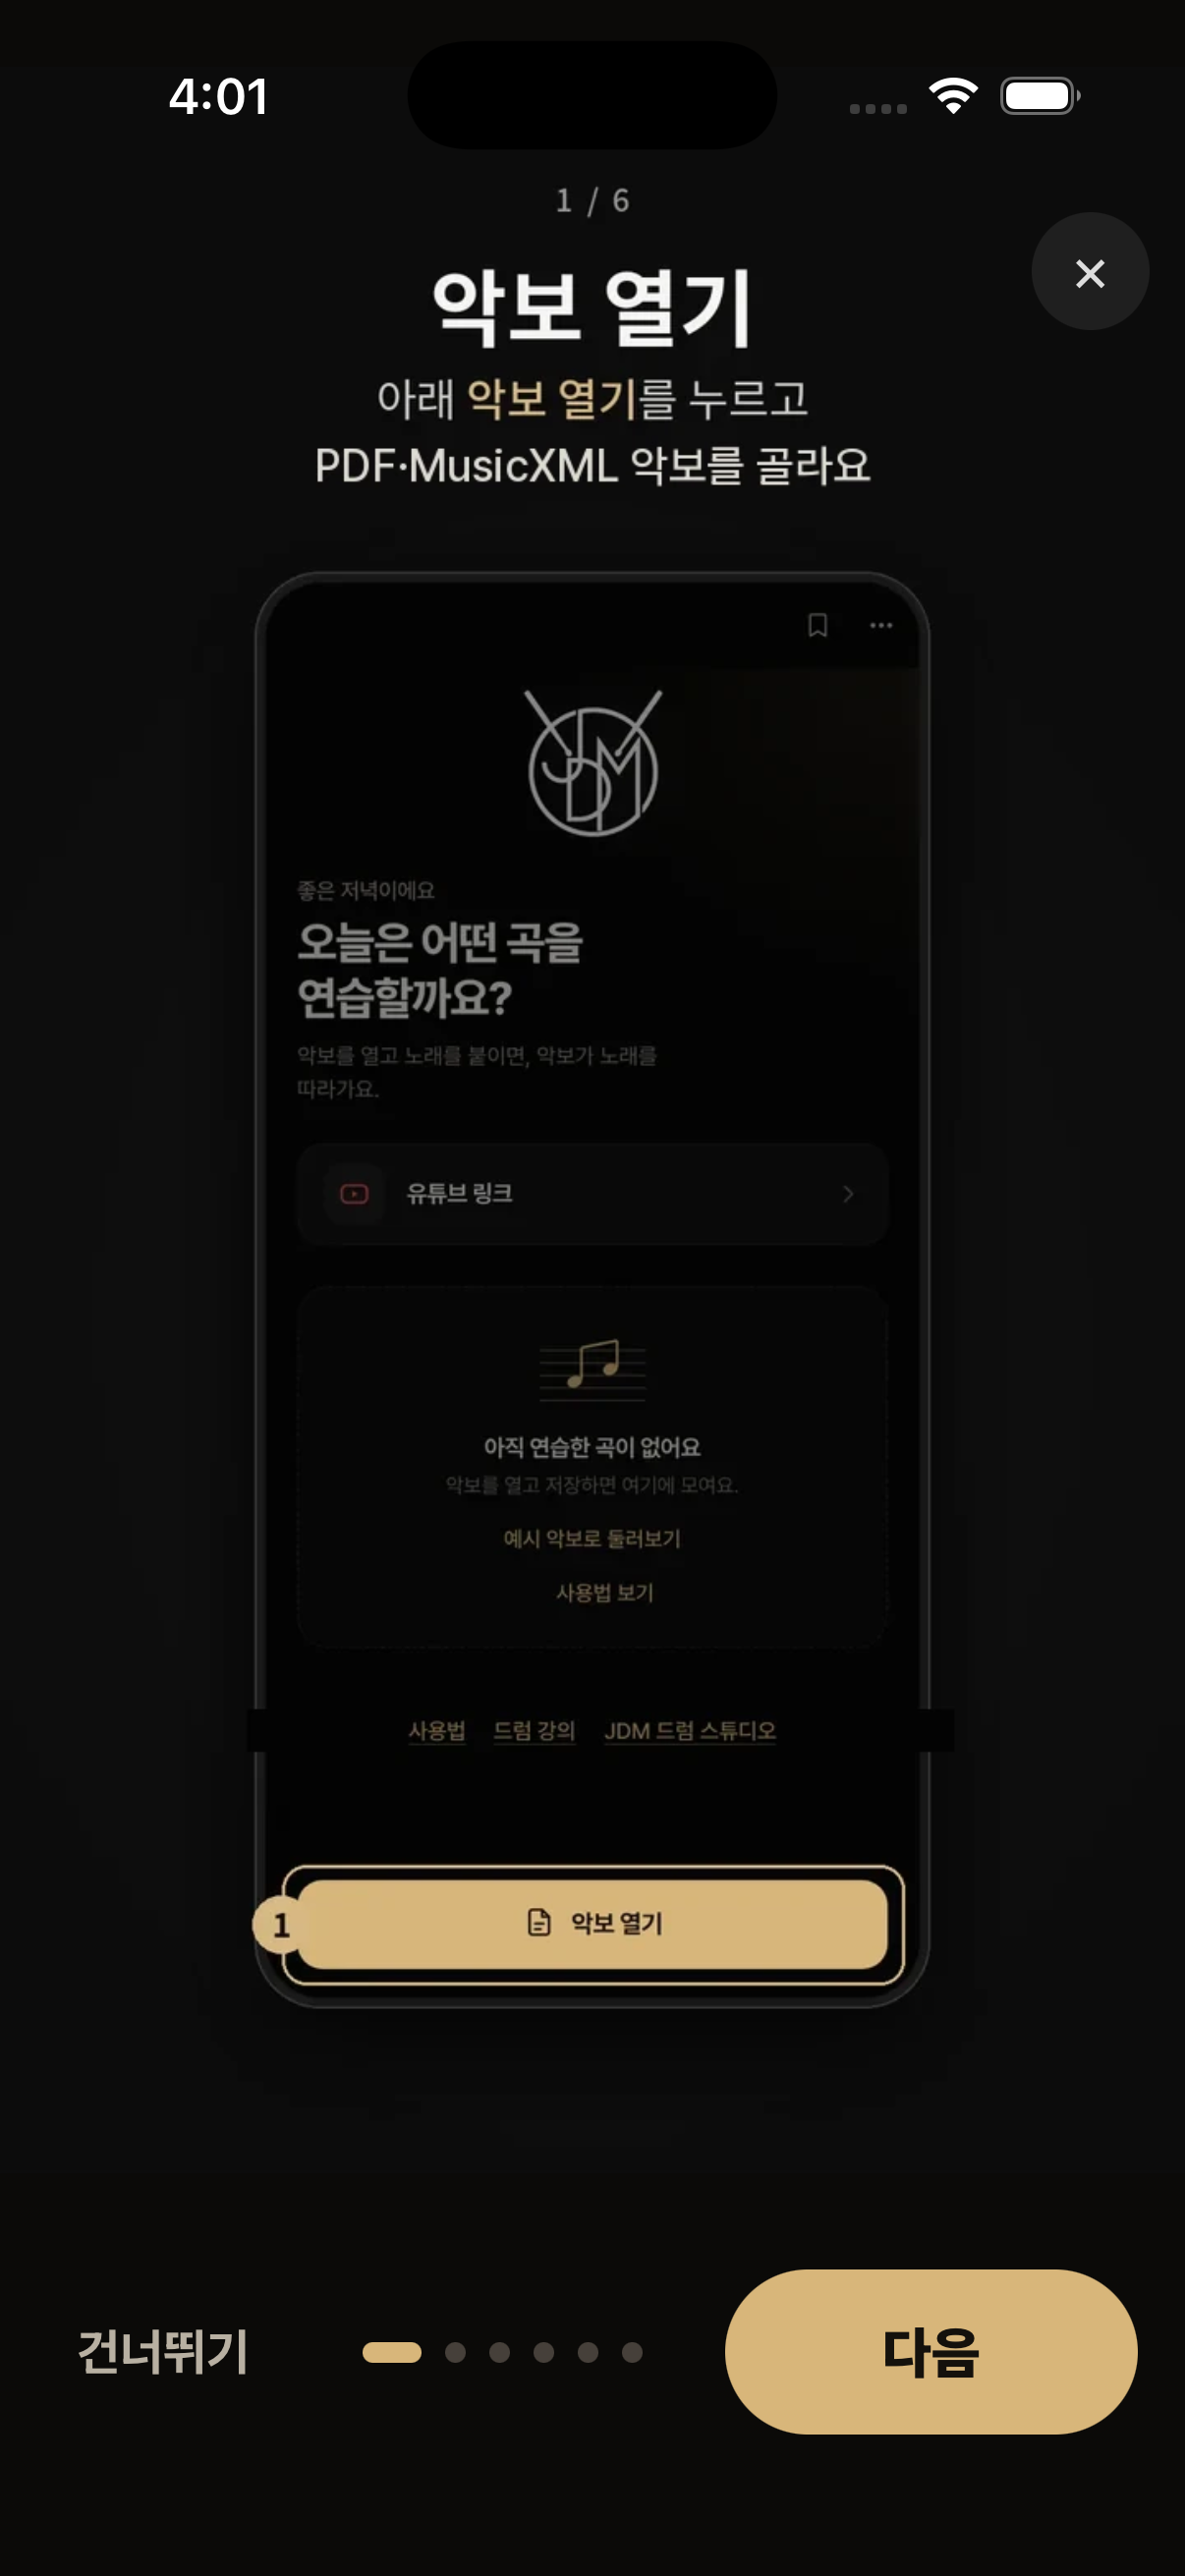 4:01
1 / 6
악보 열기
아래 악보 열기를 누르고
PDF·MusicXML 악보를 골라요
JDM
좋은 저녁이에요
오늘은 어떤 곡을
연습할까요?
악보를 열고 노래를 붙이면, 악보가 노래를
따라가요.
유튜브 링크
아직 연습한 곡이 없어요
악보를 열고 저장하면 여기에 모여요.
예시 악보로 둘러보기
사용법 보기
사용법 드럼 강의 JDM 드럼 스튜디오
1 악보 열기
건너뛰기 다음